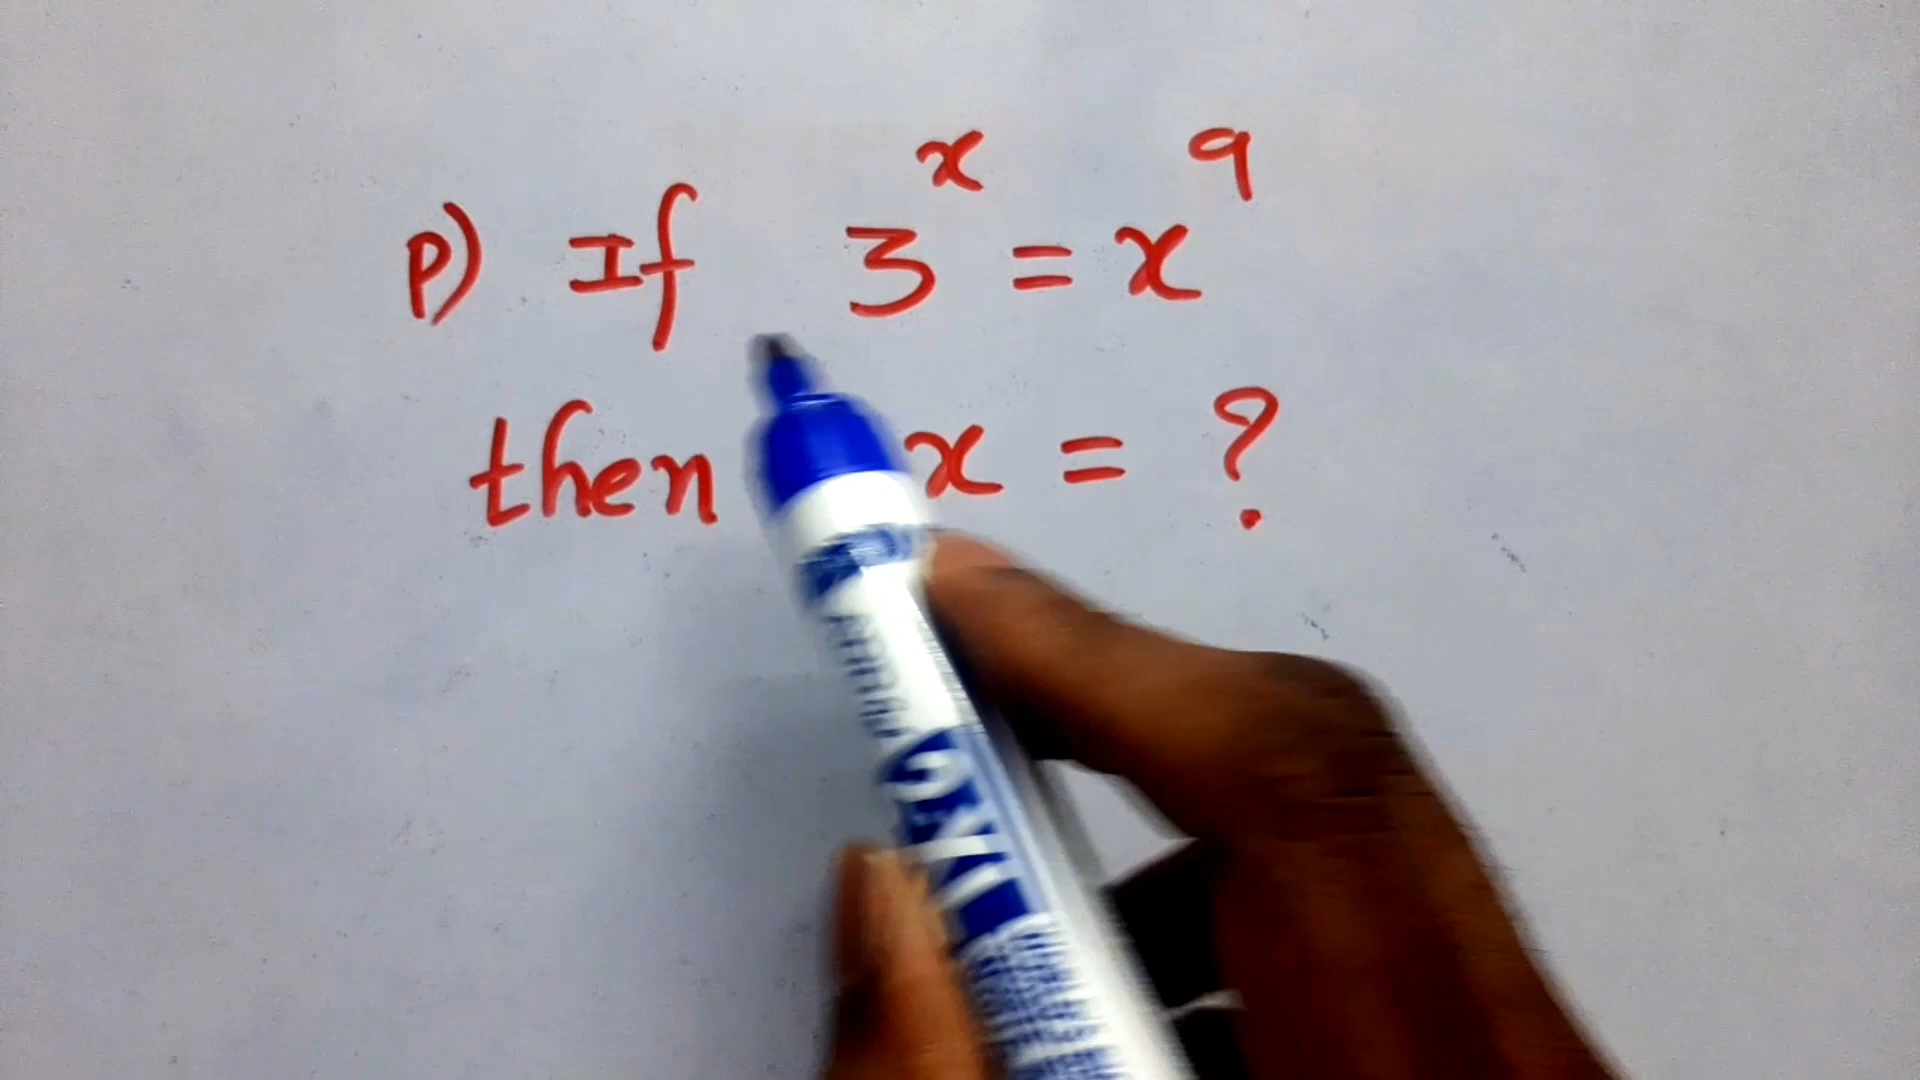 P) If 3^x = x^9
then x = ?